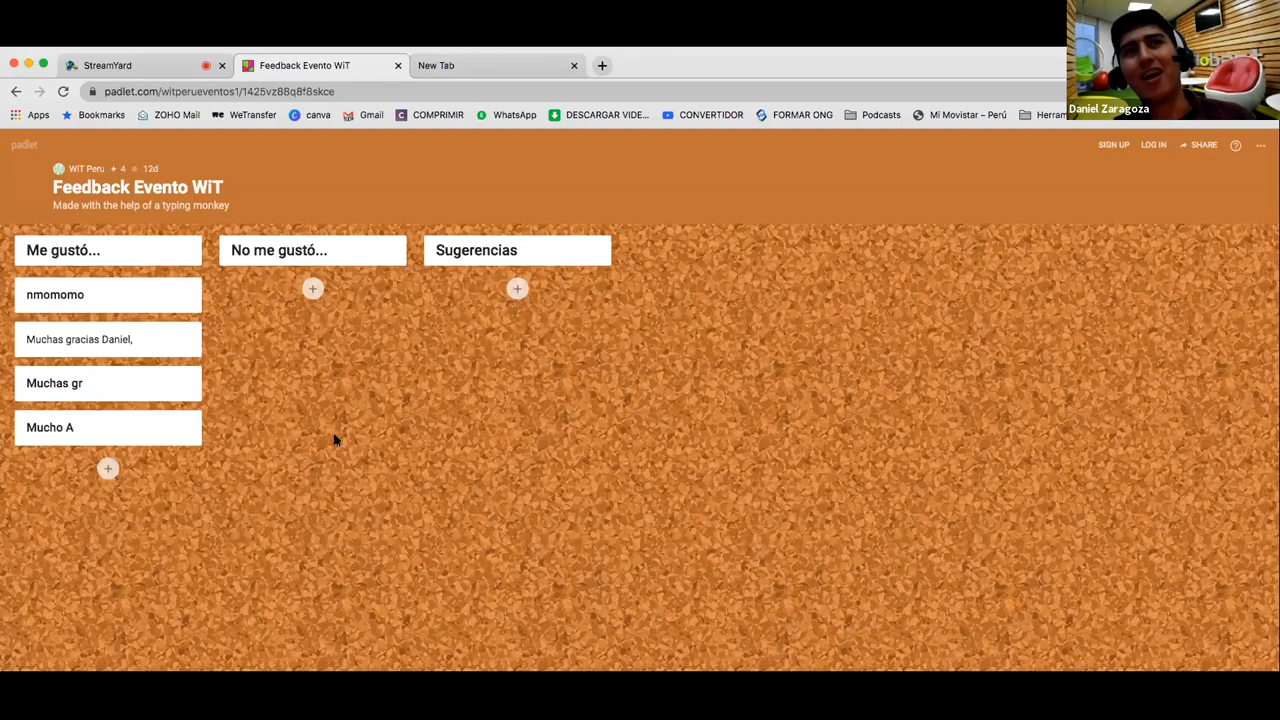 StreamYard
Feedback Evento WiT
New Tab
padlet.com/witperueventos1/1425vz88q8f8skce
Apps
Bookmarks
ZOHO Mail
WeTransfer
canva
Gmail
COMPRIMIR
WhatsApp
DESCARGAR VIDE...
CONVERTIDOR
FORMAR ONG
Podcasts
Mi Movistar – Perú
Herram
Daniel Zaragoza
padlet
SIGN UP
LOG IN
SHARE
WiT Peru + 4 12d
Feedback Evento WiT
Made with the help of a typing monkey
Me gustó...
No me gustó...
Sugerencias
nmomomo
Muchas gracias Daniel,
Muchas gr
Mucho A